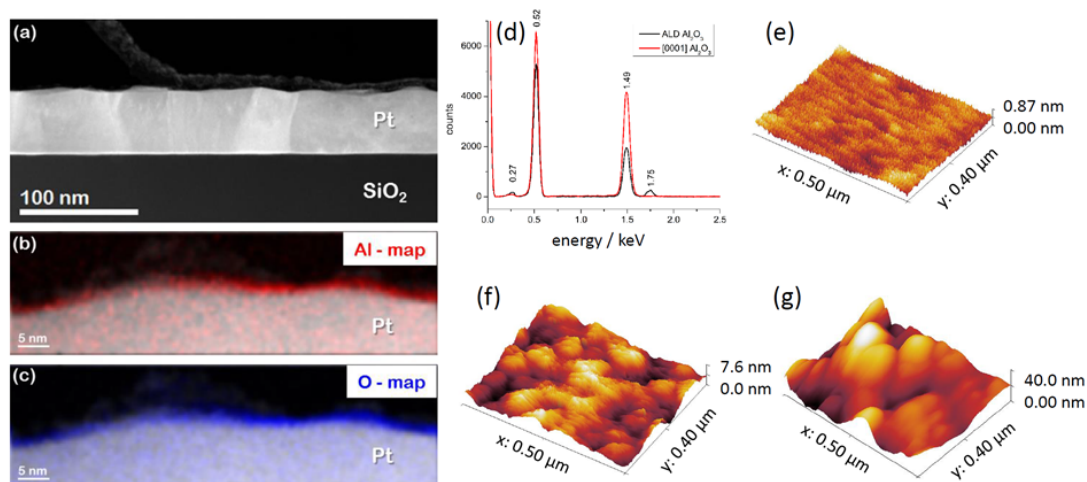 (a)
Pt
SiO₂
100 nm
(b)
Al - map
Pt
5 nm
(c)
O - map
Pt
5 nm
(d)
counts
6000
4000
2000
0
0.27
0.52
1.49
1.75
ALD Al₂O₃
[0001] Al₂O₃
0.0 0.5 1.0 1.5 2.0 2.5
energy / keV
(e)
0.87 nm
0.00 nm
x: 0.50 µm
y: 0.40 µm
(f)
7.6 nm
0.0 nm
x: 0.50 µm
y: 0.40 µm
(g)
40.0 nm
0.00 nm
x: 0.50 µm
y: 0.40 µm